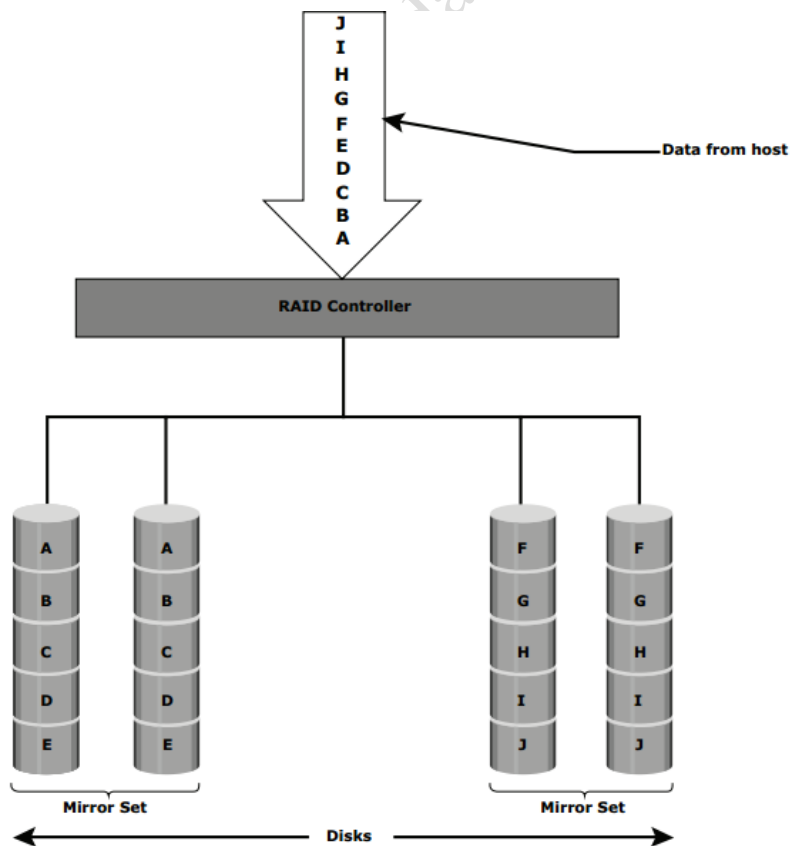 J
I
H
G
F
E
D
C
B
A
Data from host
RAID Controller
A A F F
B B G G
C C H H
D D I I
E E J J
Mirror Set Mirror Set
Disks